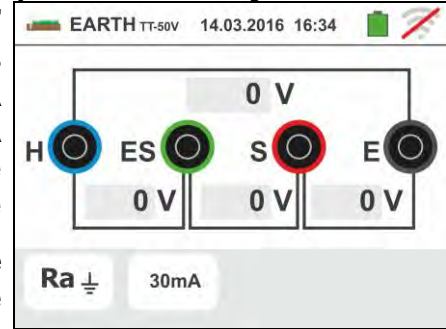 EARTH TT-50V 14.03.2016 16:34
0 V
H ES S E
0 V 0 V 0 V
Ra 30mA